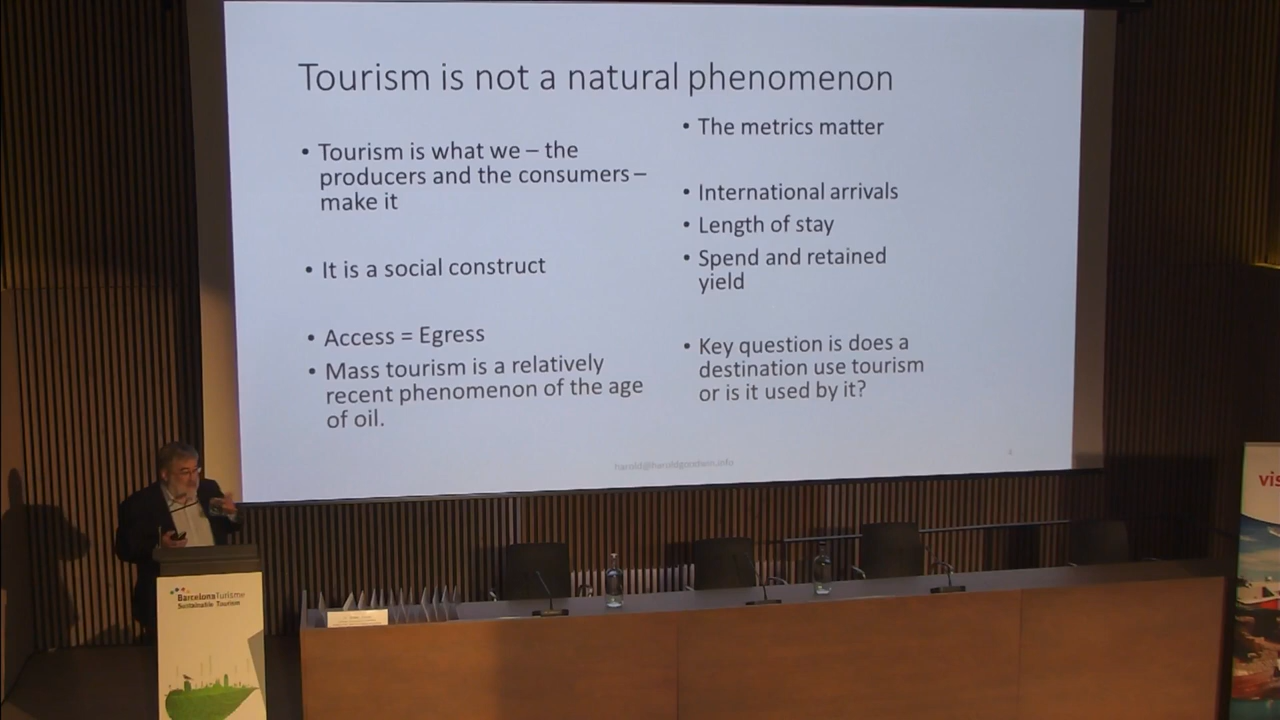 Tourism is not a natural phenomenon
• Tourism is what we – the
producers and the consumers –
make it
• It is a social construct
• Access = Egress
• Mass tourism is a relatively
recent phenomenon of the age
of oil.
• The metrics matter
• International arrivals
• Length of stay
• Spend and retained
yield
• Key question is does a
destination use tourism
or is it used by it?
harold@haroldgoodwin.info
BarcelonaTurisme
Sustainable Tourism
vis